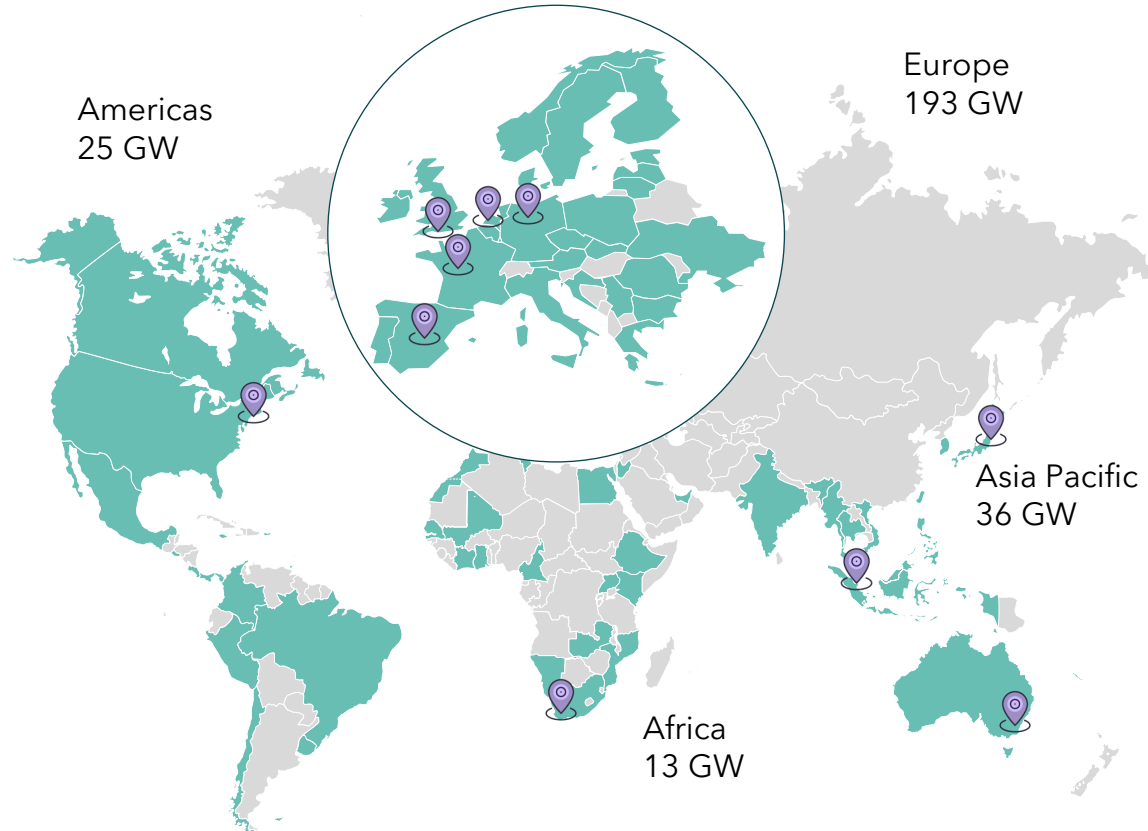 Americas
25 GW
Europe
193 GW
Asia Pacific
36 GW
Africa
13 GW